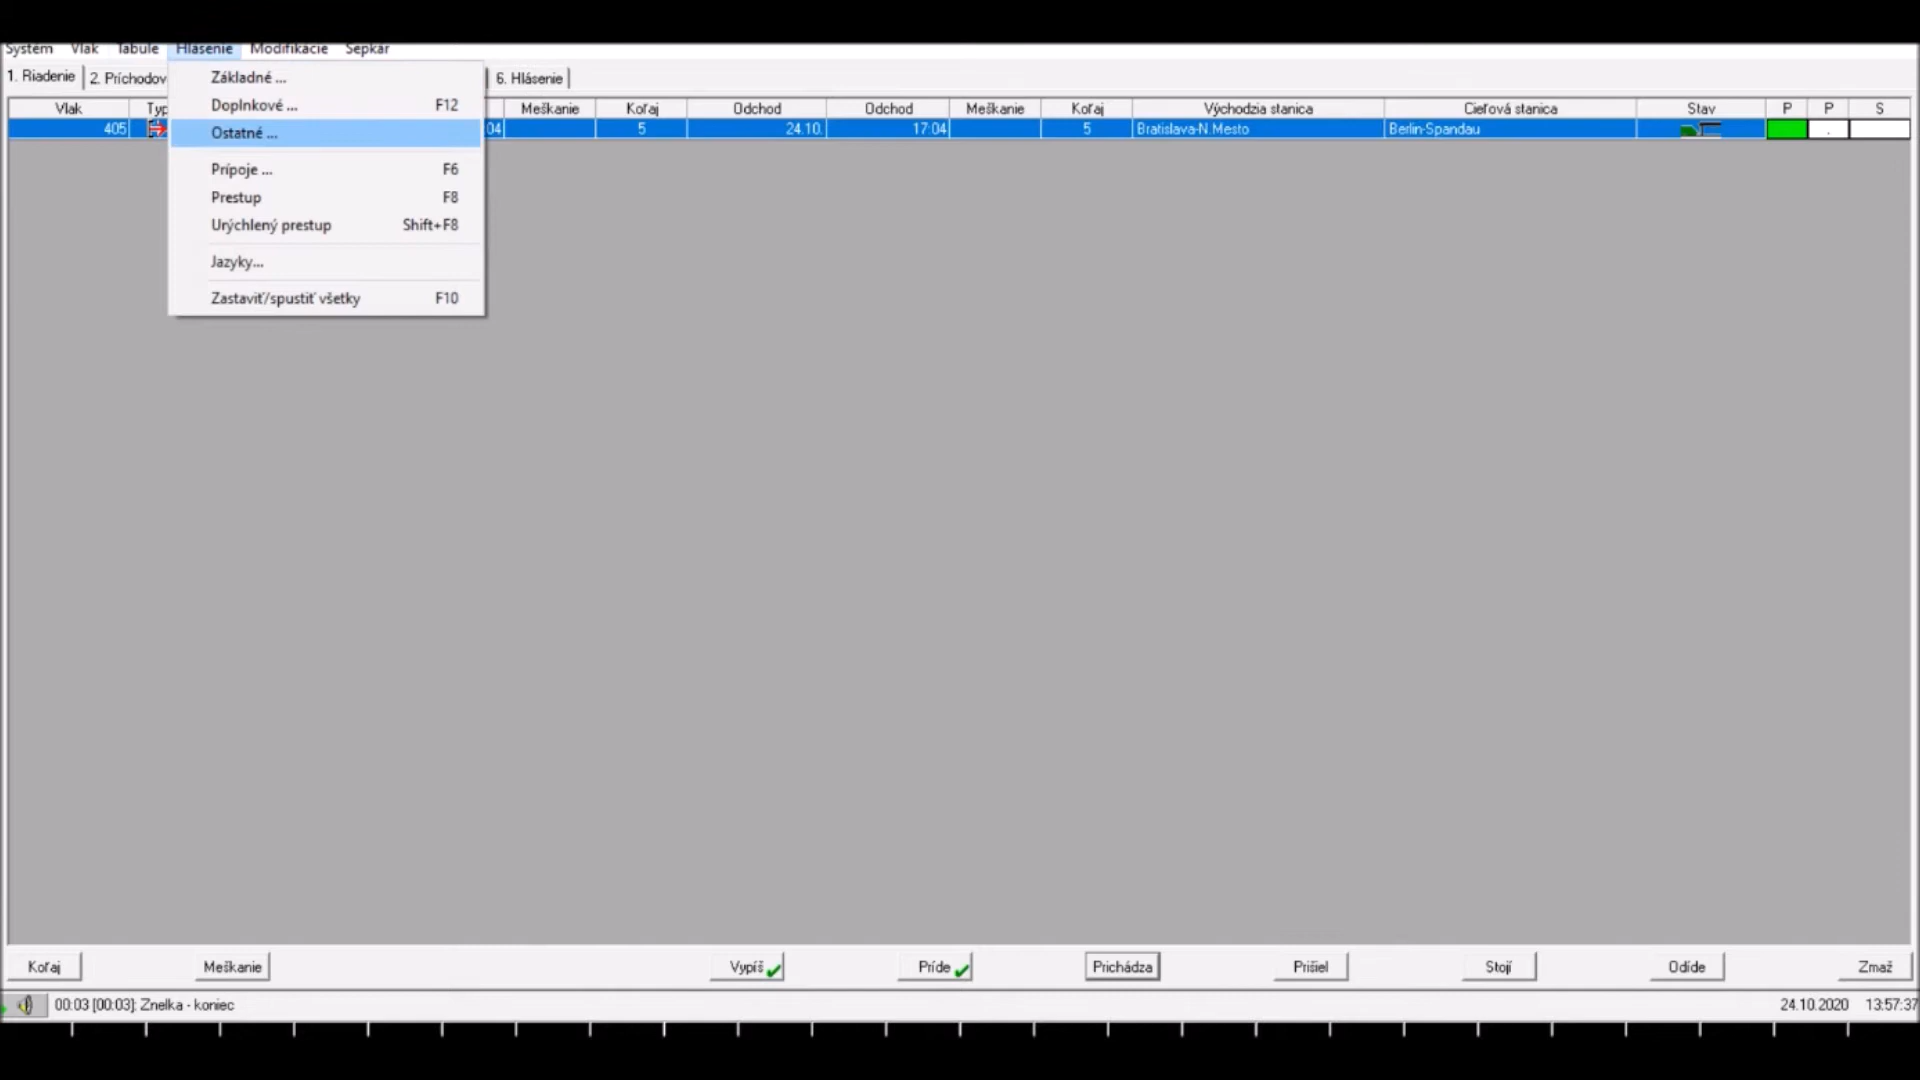 Systém Vlak Tabule Hlásenie Modifikácie Sepkár
1. Riadenie 2. Príchodov 6. Hlásenie
Základné ...
Doplnkové ... F12
Ostatné ...
Prípoje ... F6
Prestup F8
Urýchlený prestup Shift+F8
Jazyky...
Zastaviť/spustiť všetky F10
Vlak Typ Meškanie Koľaj Odchod Odchod Meškanie Koľaj Východzia stanica Cieľová stanica Stav P P S
405 04 5 24.10. 17:04 5 Bratislava-N.Mesto Berlin-Spandau .
Koľaj Meškanie Vypíš Príde Prichádza Prišiel Stojí Odíde Zmaž
00:03 [00:03]: Znelka - koniec 24.10.2020 13:57:37